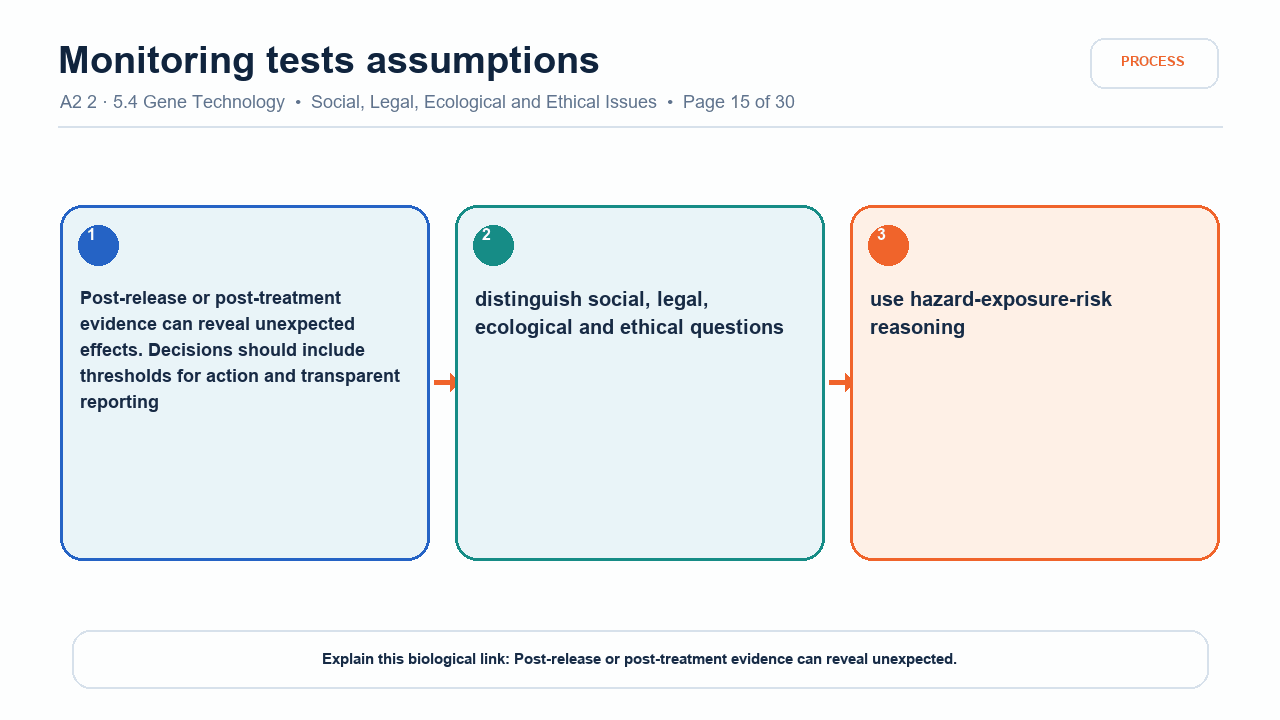 Monitoring tests assumptions
PROCESS
A2 2 · 5.4 Gene Technology • Social, Legal, Ecological and Ethical Issues • Page 15 of 30
1
Post-release or post-treatment
evidence can reveal unexpected
effects. Decisions should include
thresholds for action and transparent
reporting
2
distinguish social, legal,
ecological and ethical questions
3
use hazard-exposure-risk
reasoning
Explain this biological link: Post-release or post-treatment evidence can reveal unexpected.